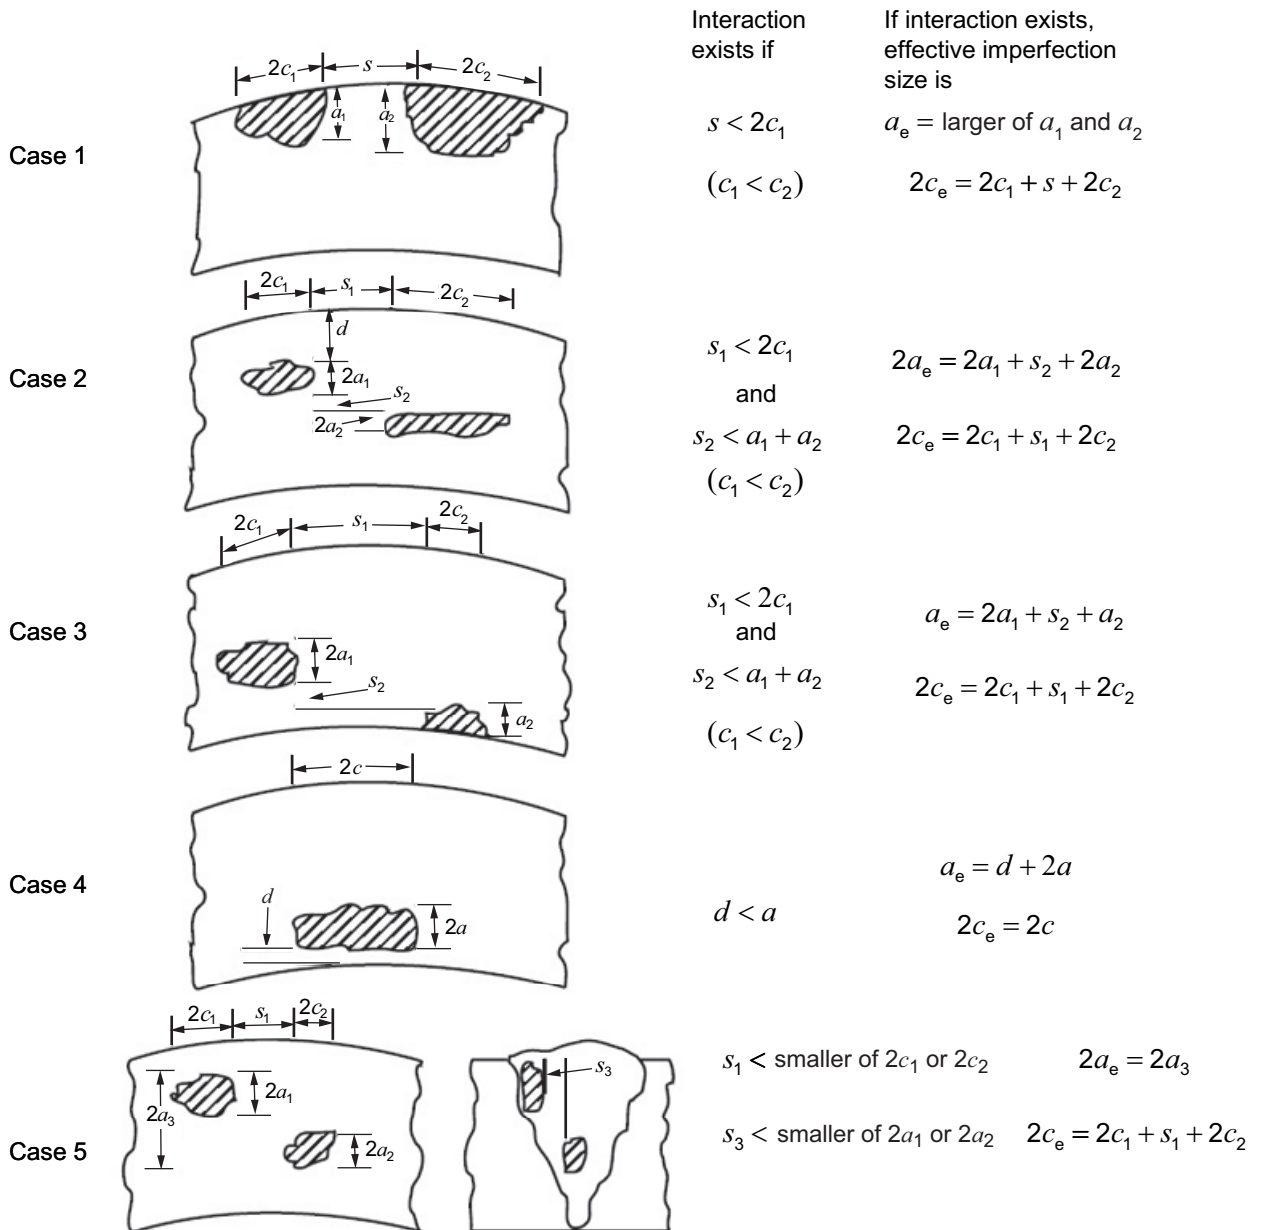 Interaction
exists if
If interaction exists,
effective imperfection
size is
Case 1
2c₁
s
2c₂
a₁
a₂
s < 2c₁
(c₁ < c₂)
aₑ = larger of a₁ and a₂
2cₑ = 2c₁ + s + 2c₂
Case 2
2c₁
s₁
2c₂
d
2a₁
s₂
2a₂
s₁ < 2c₁
and
s₂ < a₁ + a₂
(c₁ < c₂)
2aₑ = 2a₁ + s₂ + 2a₂
2cₑ = 2c₁ + s₁ + 2c₂
Case 3
2c₁
s₁
2c₂
2a₁
s₂
a₂
s₁ < 2c₁
and
s₂ < a₁ + a₂
(c₁ < c₂)
aₑ = 2a₁ + s₂ + a₂
2cₑ = 2c₁ + s₁ + 2c₂
Case 4
2c
d
2a
d < a
aₑ = d + 2a
2cₑ = 2c
Case 5
2c₁
s₁
2c₂
2a₁
2a₃
2a₂
s₃
s₁ < smaller of 2c₁ or 2c₂
2aₑ = 2a₃
s₃ < smaller of 2a₁ or 2a₂
2cₑ = 2c₁ + s₁ + 2c₂